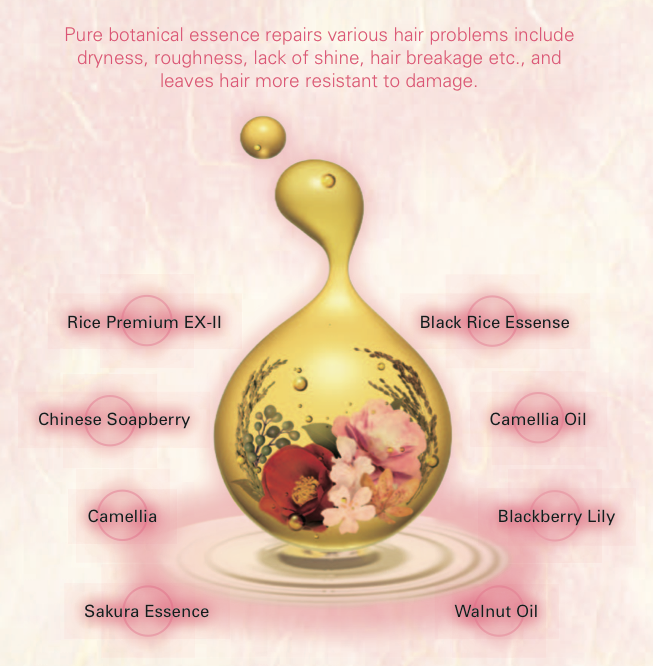 Pure botanical essence repairs various hair problems include
dryness, roughness, lack of shine, hair breakage etc., and
leaves hair more resistant to damage.
Rice Premium EX-II
Black Rice Essense
Chinese Soapberry
Camellia Oil
Camellia
Blackberry Lily
Sakura Essence
Walnut Oil